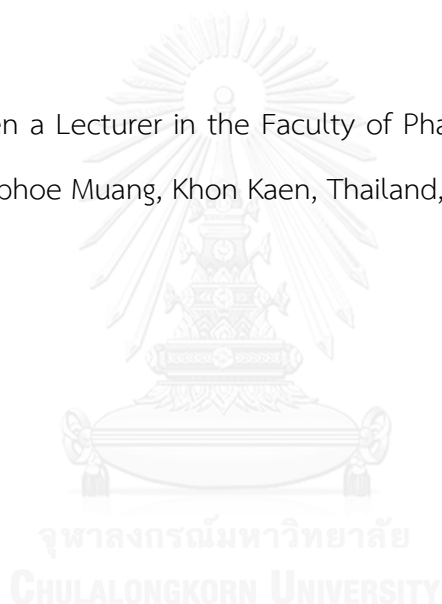 en a Lecturer in the Faculty of Pha
phoe Muang, Khon Kaen, Thailand,
จุฬาลงกรณ์มหาวิทยาลัย
CHULALONGKORN UNIVERSITY